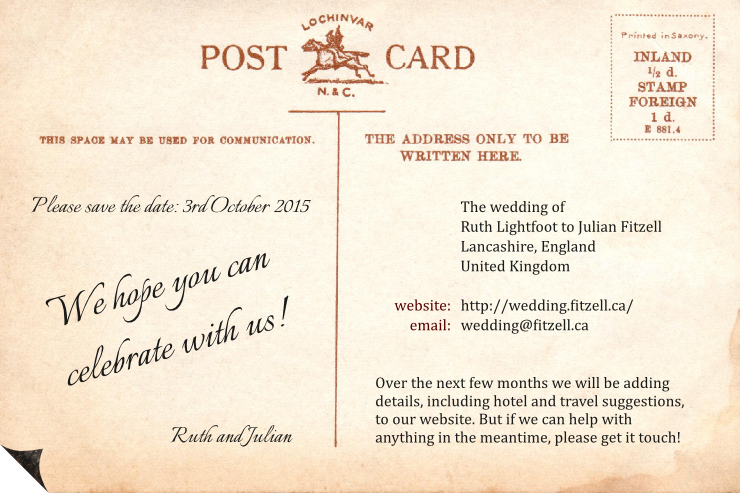 LOCHINVAR
POST CARD
N. & C.
Printed in Saxony.
INLAND
½ d.
STAMP
FOREIGN
1 d.
E 881.4
THIS SPACE MAY BE USED FOR COMMUNICATION.
THE ADDRESS ONLY TO BE
WRITTEN HERE.
Please save the date: 3rd October 2015
We hope you can
celebrate with us!
Ruth and Julian
The wedding of
Ruth Lightfoot to Julian Fitzell
Lancashire, England
United Kingdom
website: http://wedding.fitzell.ca/
email: wedding@fitzell.ca
Over the next few months we will be adding
details, including hotel and travel suggestions,
to our website. But if we can help with
anything in the meantime, please get it touch!